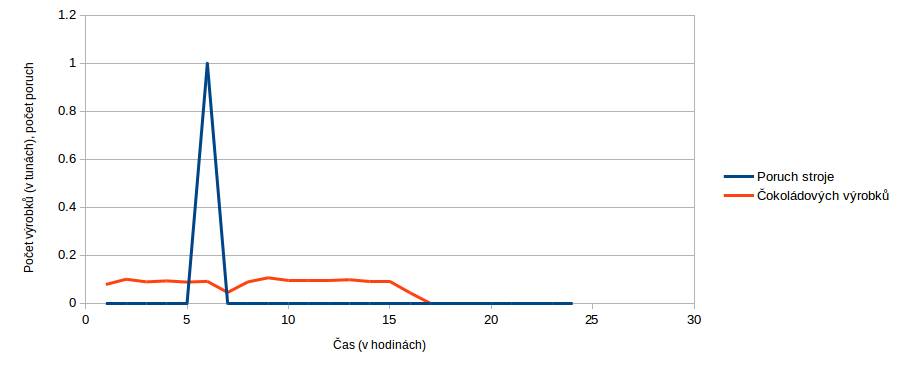 1.2
1
0.8
0.6
0.4
0.2
0
0 5 10 15 20 25 30
Počet výrobků (v tunách), počet poruch
Čas (v hodinách)
Poruch stroje
Čokoládových výrobků